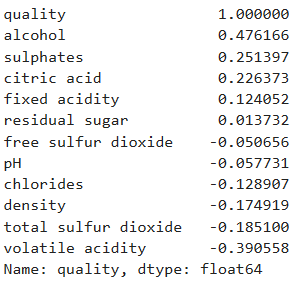 quality 1.000000
alcohol 0.476166
sulphates 0.251397
citric acid 0.226373
fixed acidity 0.124052
residual sugar 0.013732
free sulfur dioxide -0.050656
pH -0.057731
chlorides -0.128907
density -0.174919
total sulfur dioxide -0.185100
volatile acidity -0.390558
Name: quality, dtype: float64